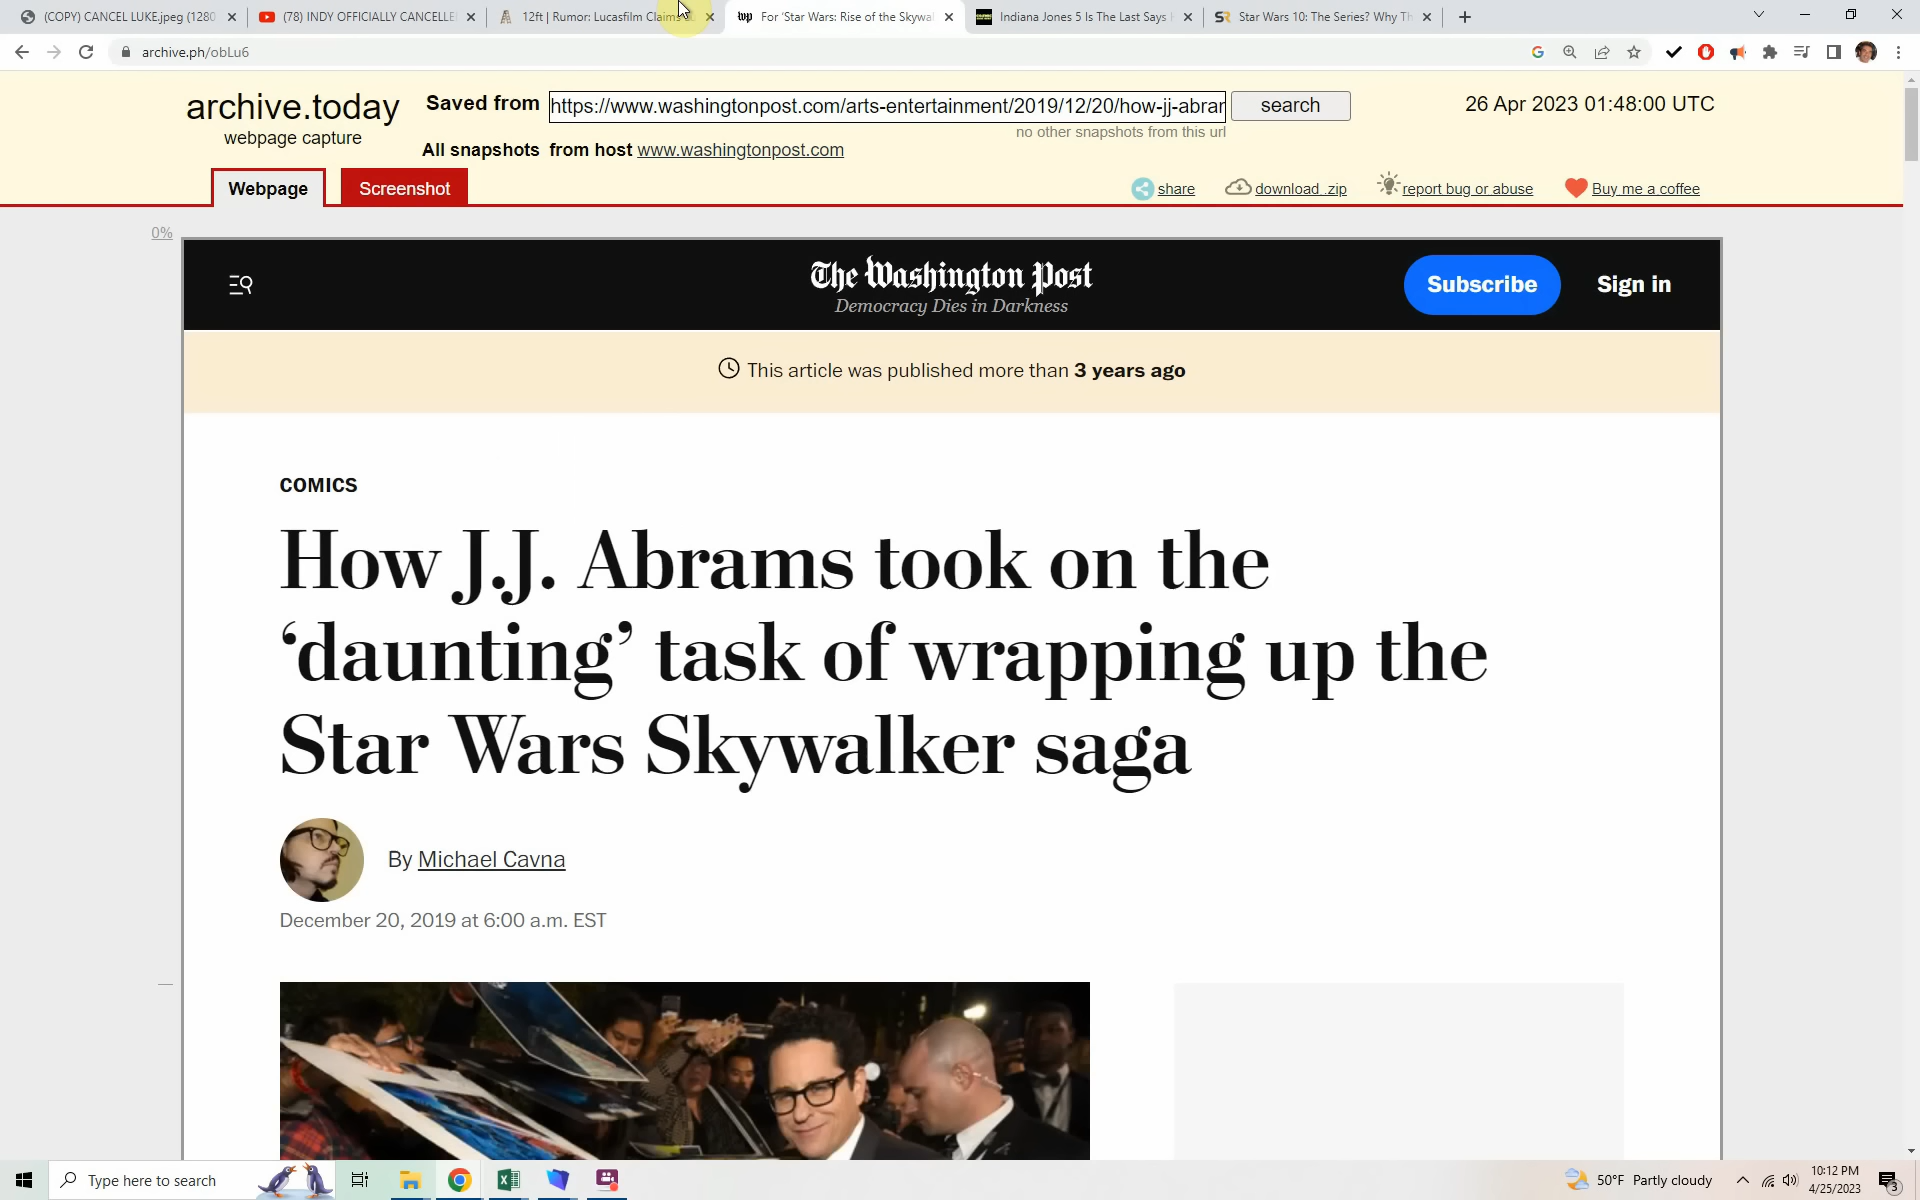 (COPY) CANCEL LUKE.jpeg (1280
(78) INDY OFFICIALLY CANCELLE
12ft | Rumor: Lucasfilm Claims
For 'Star Wars: Rise of the Skywal
Indiana Jones 5 Is The Last Says
Star Wars 10: The Series? Why Th
archive.ph/obLu6
archive.today
webpage capture
Saved from
https://www.washingtonpost.com/arts-entertainment/2019/12/20/how-jj-abrar
search
26 Apr 2023 01:48:00 UTC
no other snapshots from this url
All snapshots from host www.washingtonpost.com
Webpage
Screenshot
share
download .zip
report bug or abuse
Buy me a coffee
0%
The Washington Post
Democracy Dies in Darkness
Subscribe
Sign in
This article was published more than 3 years ago
COMICS
How J.J. Abrams took on the
‘daunting’ task of wrapping up the
Star Wars Skywalker saga
By Michael Cavna
December 20, 2019 at 6:00 a.m. EST
Type here to search
50°F Partly cloudy
10:12 PM
4/25/2023
3